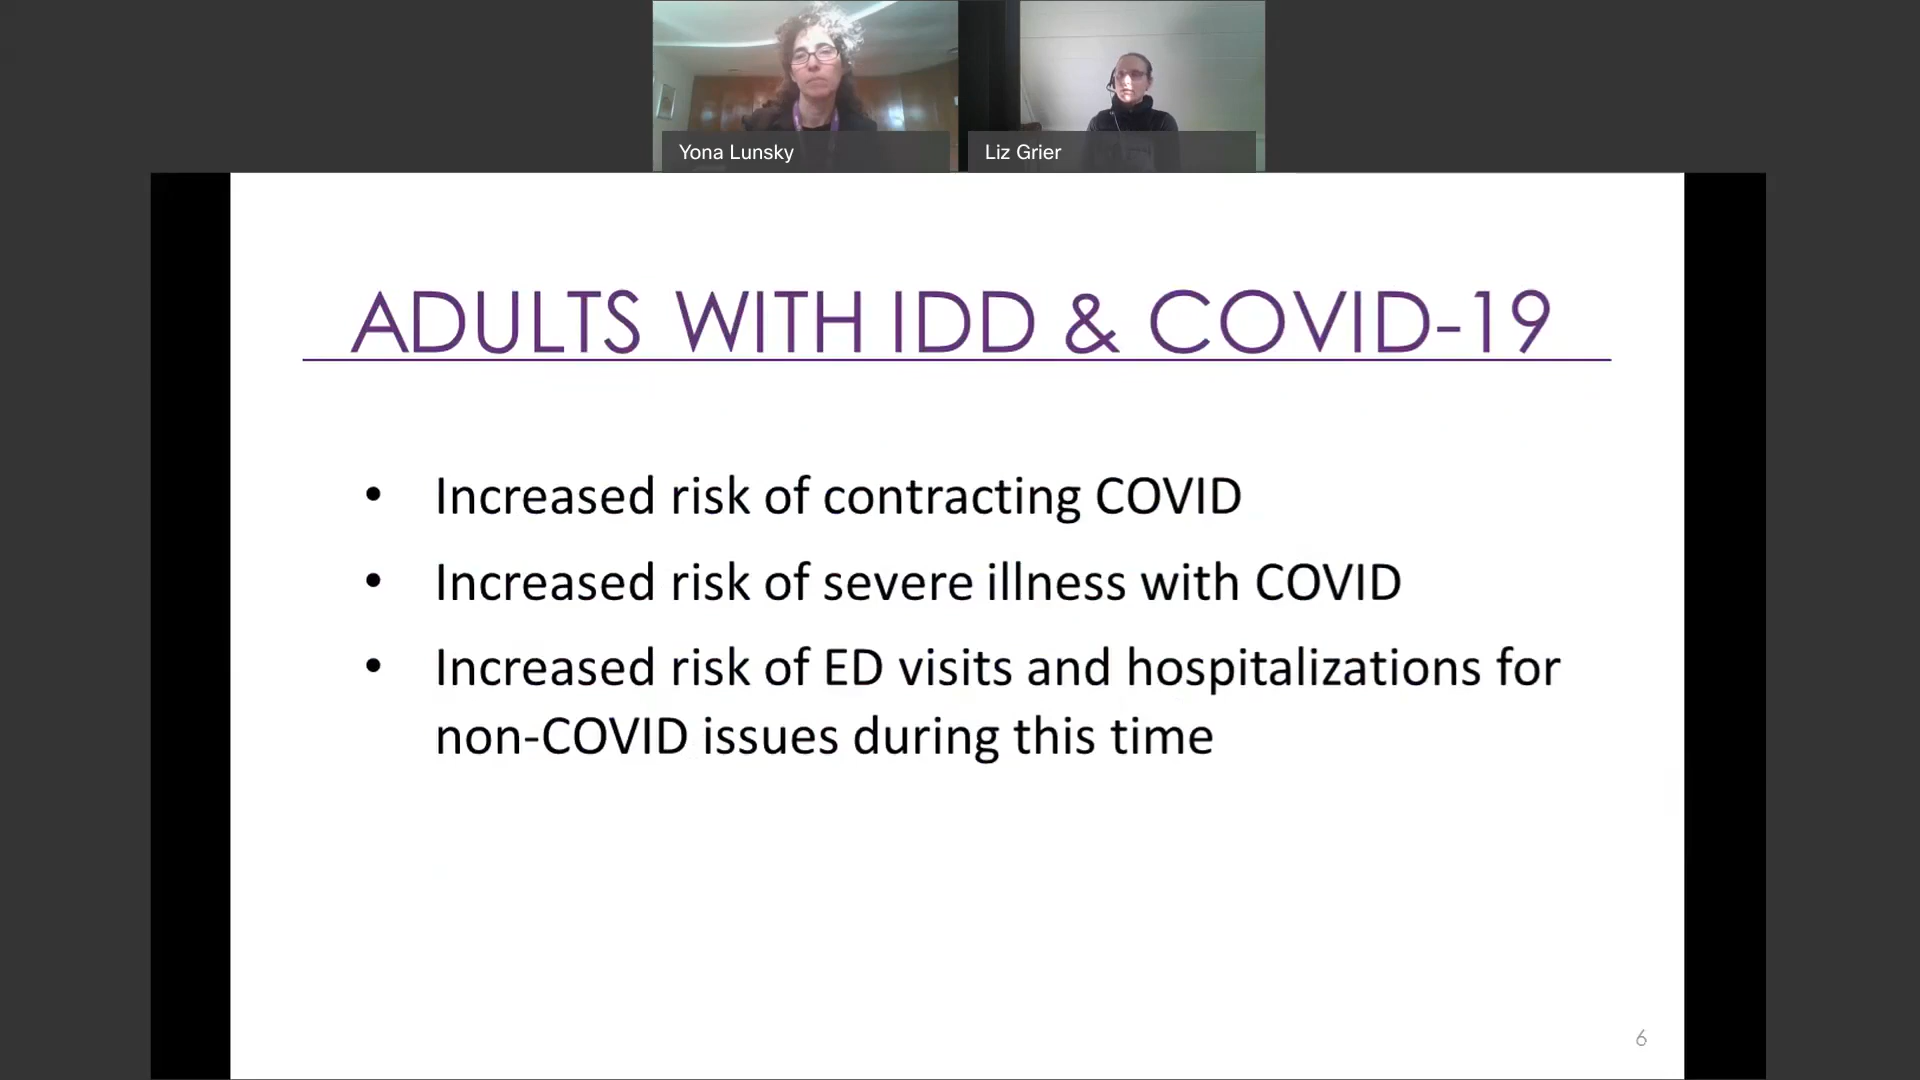 Yona Lunsky
Liz Grier
ADULTS WITH IDD & COVID-19
• Increased risk of contracting COVID
• Increased risk of severe illness with COVID
• Increased risk of ED visits and hospitalizations for
non-COVID issues during this time
6